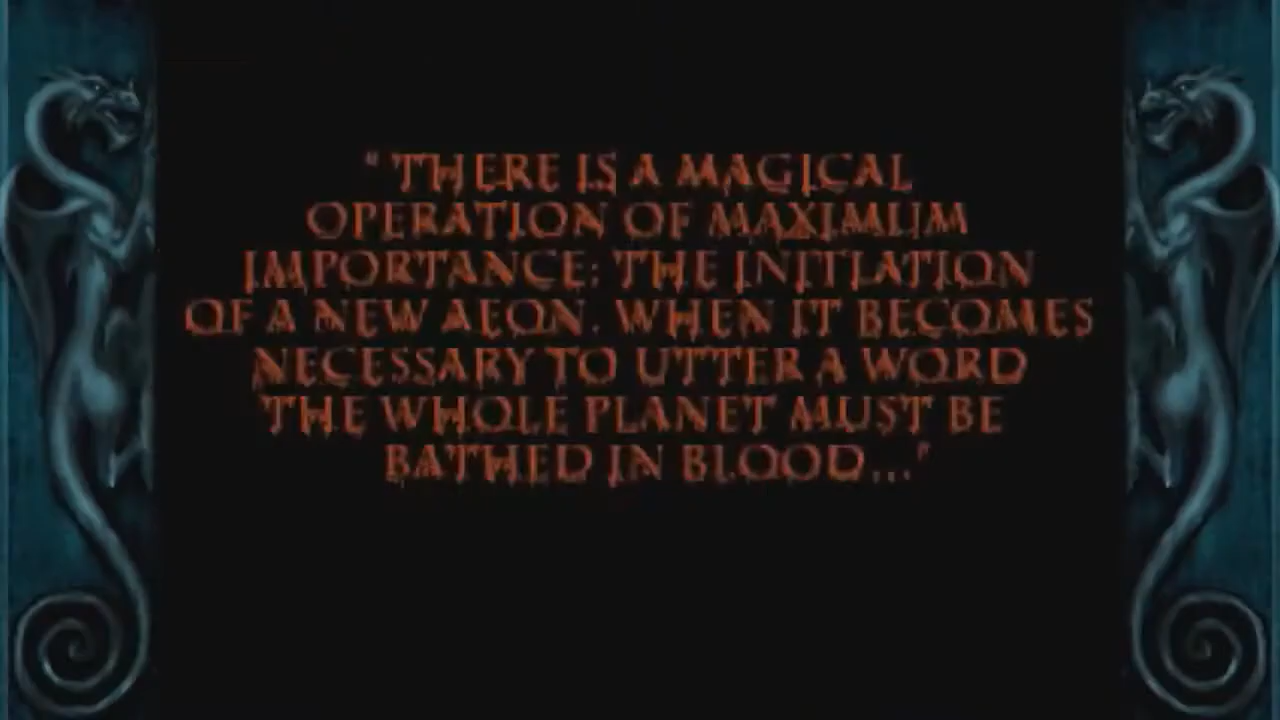 " THERE IS A MAGICAL
OPERATION OF MAXIMUM
IMPORTANCE: THE INITIATION
OF A NEW AEON. WHEN IT BECOMES
NECESSARY TO UTTER A WORD
THE WHOLE PLANET MUST BE
BATHED IN BLOOD..."